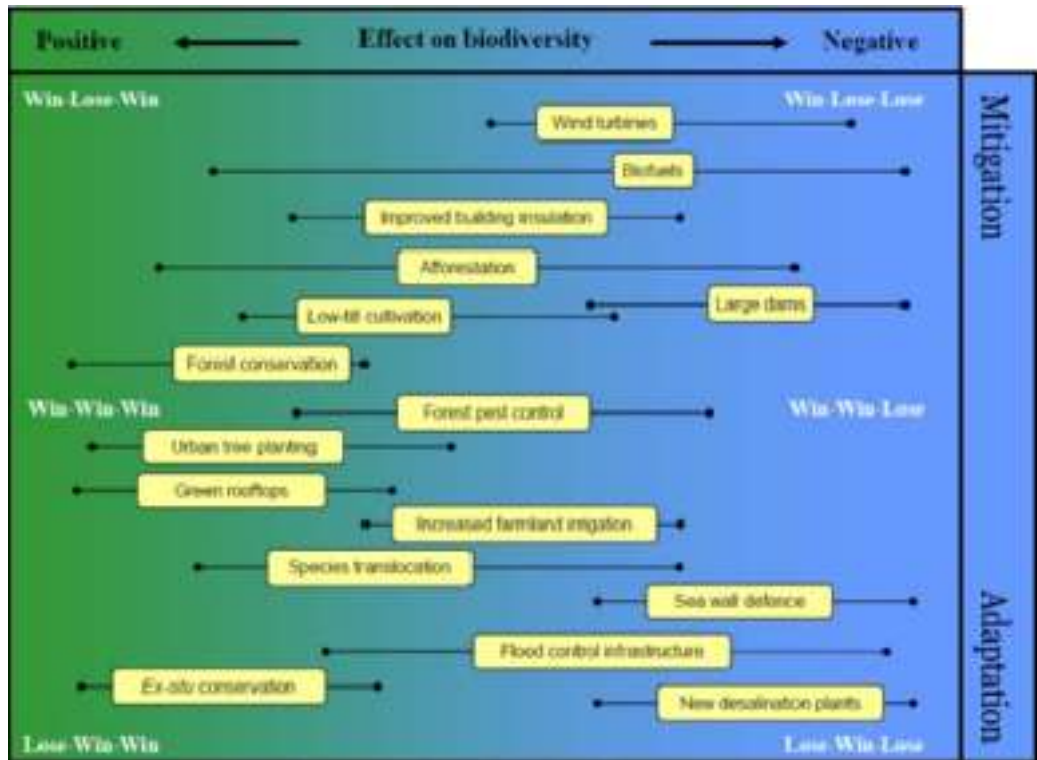 Positive Effect on biodiversity Negative
Win-Lose-Win Win-Lose-Lose
Mitigation
Wind turbines
Biofuels
Improved building insulation
Afforestation
Large dams
Low-till cultivation
Forest conservation
Win-Win-Win Win-Win-Lose
Forest pest control
Urban tree planting
Green rooftops
Increased farmland irrigation
Species translocation
Sea wall defence
Adaptation
Flood control infrastructure
Ex-situ conservation
New desalination plants
Lose-Win-Win Lose-Win-Lose